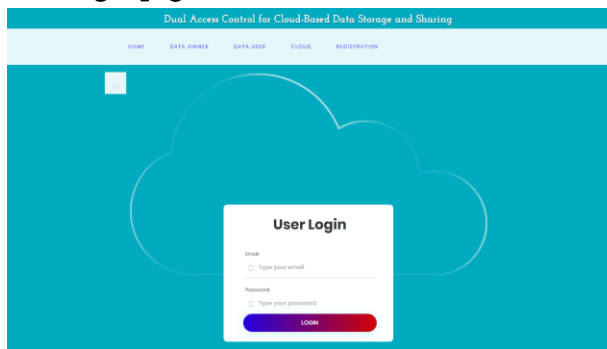 Dual Access Control for Cloud-Based Data Storage and Sharing
HOME DATA OWNER DATA USER CLOUD REGISTRATION
User Login
Email
Type your email
Password
Type your password
LOGIN